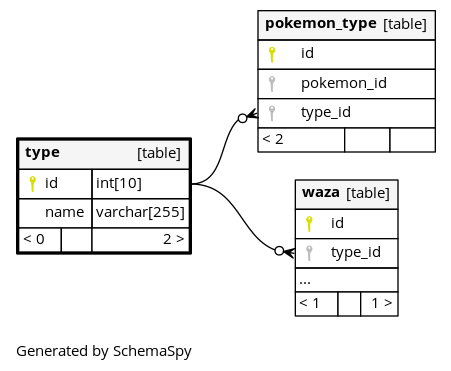 pokemon_type [table]
id
pokemon_id
type_id
< 2
type [table]
id int[10]
name varchar[255]
< 0 2 >
waza [table]
id
type_id
...
< 1 1 >
Generated by SchemaSpy